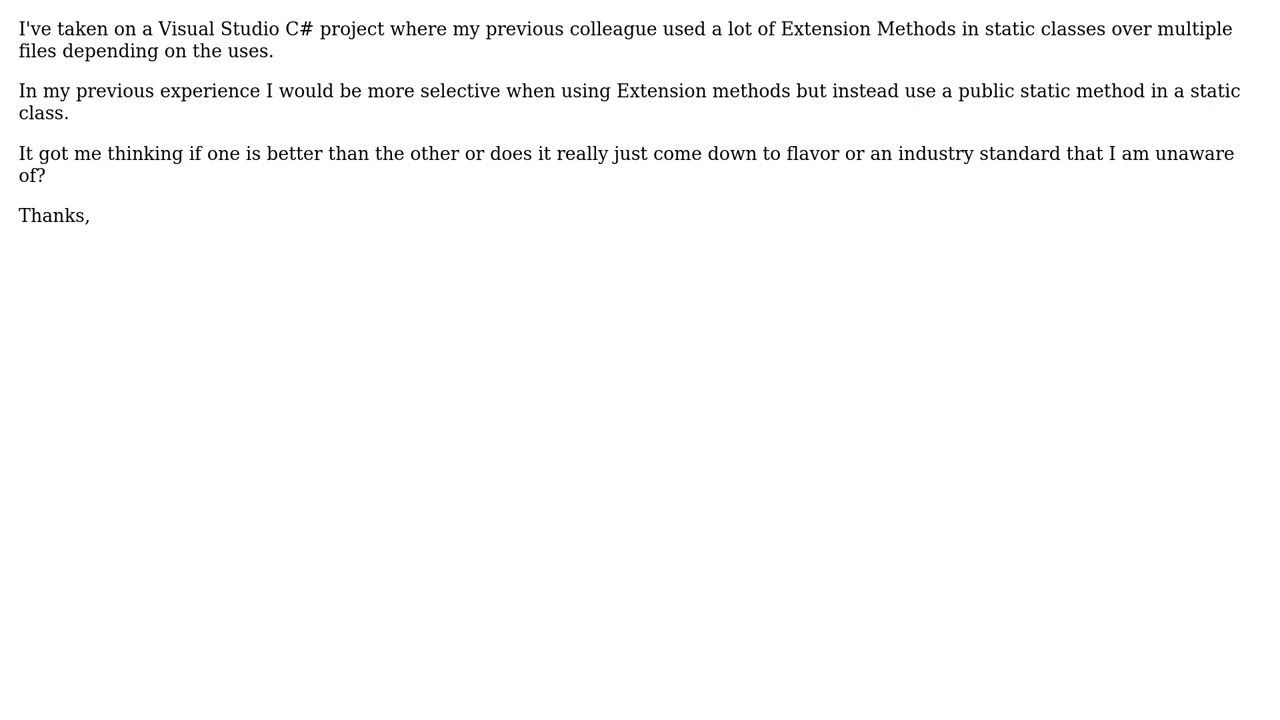 I've taken on a Visual Studio C# project where my previous colleague used a lot of Extension Methods in static classes over multiple
files depending on the uses.
In my previous experience I would be more selective when using Extension methods but instead use a public static method in a static
class.
It got me thinking if one is better than the other or does it really just come down to flavor or an industry standard that I am unaware
of?
Thanks,